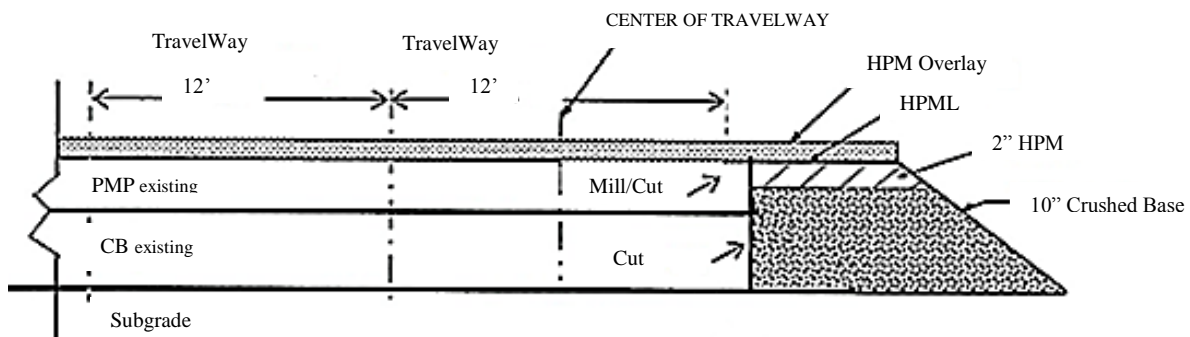 CENTER OF TRAVELWAY
TravelWay
TravelWay
12’
12’
HPM Overlay
HPML
2” HPM
PMP existing
Mill/Cut
10” Crushed Base
CB existing
Cut
Subgrade